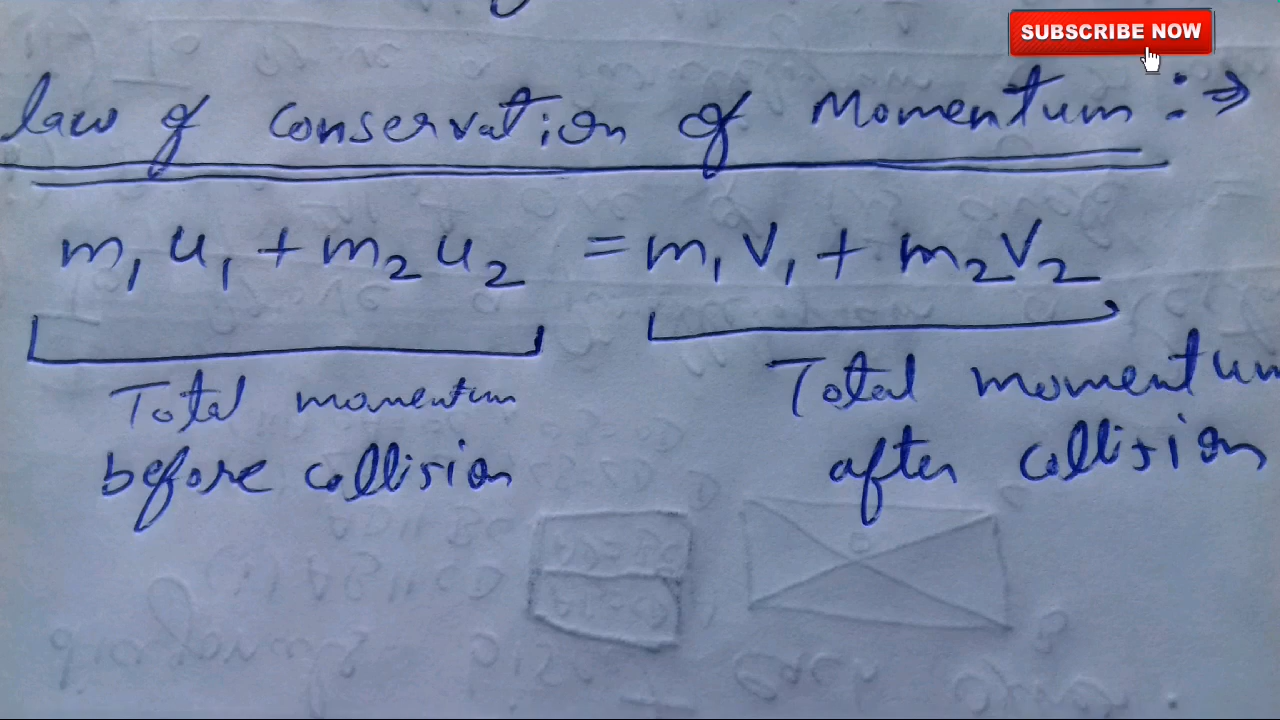 SUBSCRIBE NOW
law of conservation of Momentum :⇒
m₁u₁ + m₂u₂ = m₁v₁ + m₂v₂
Total momentum Total momentum
before collision after collision